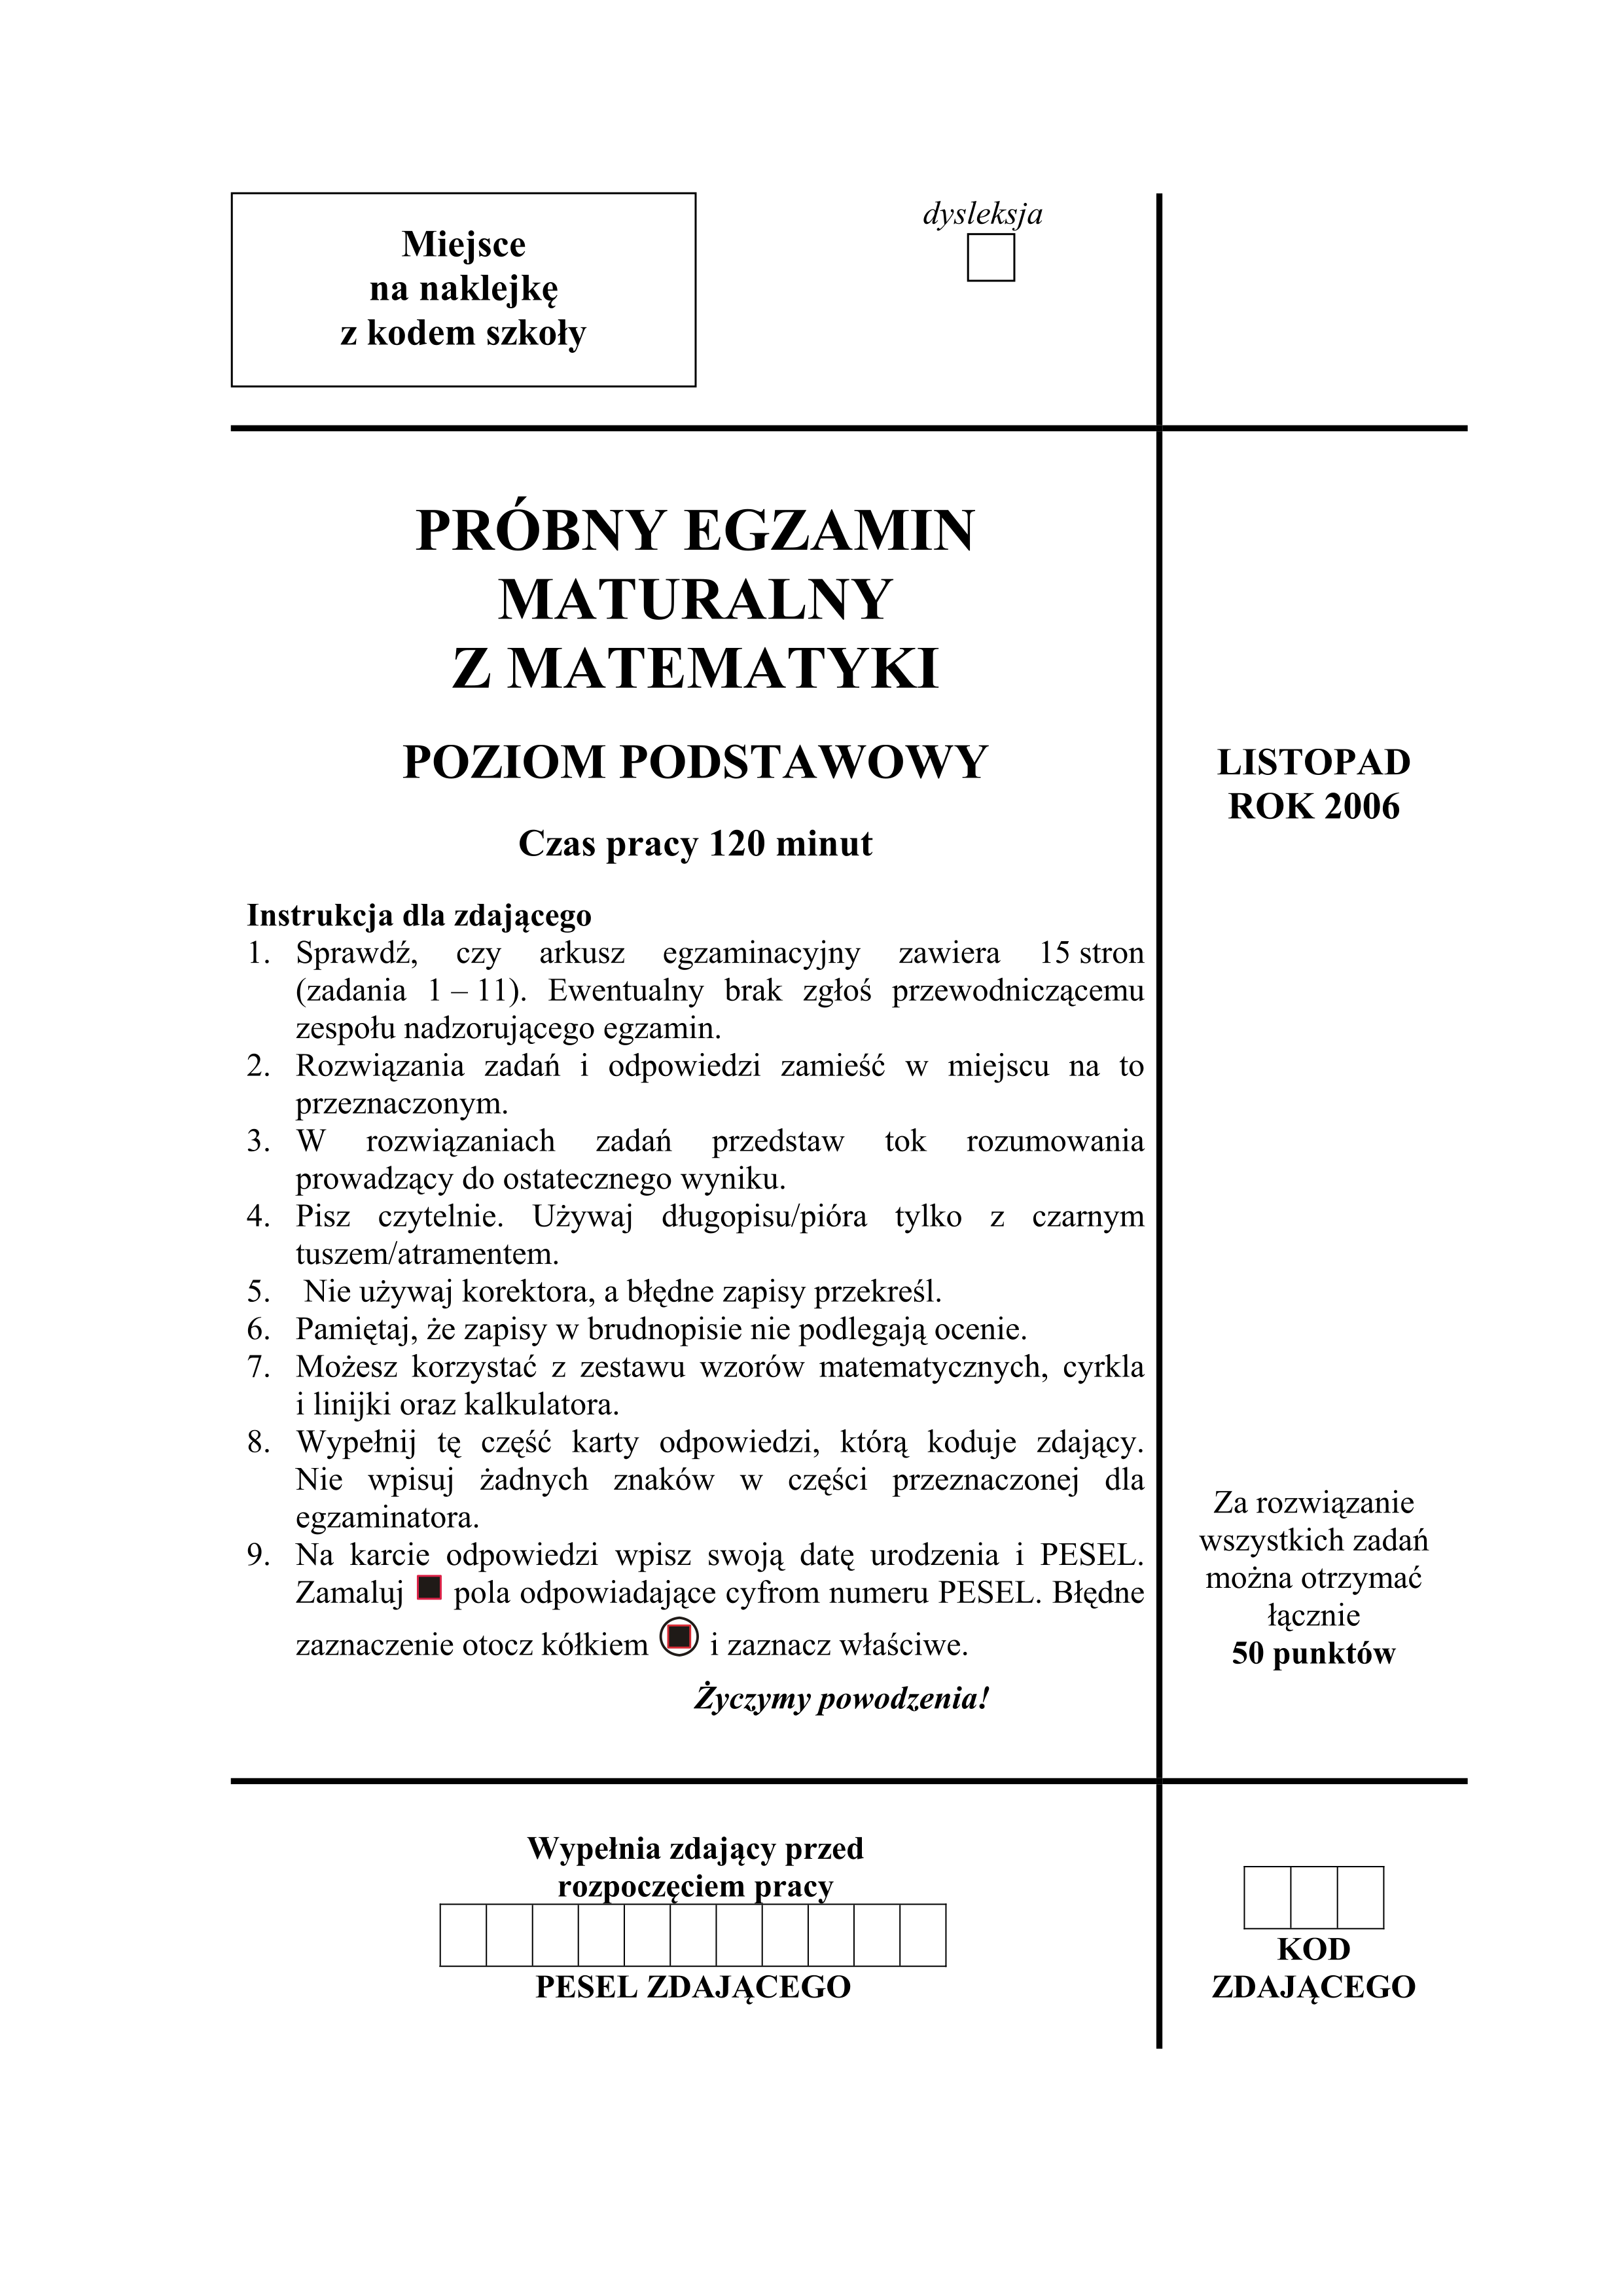 Miejsce
na naklejkę
z kodem szkoły
dysleksja
PRÓBNY EGZAMIN
MATURALNY
Z MATEMATYKI
POZIOM PODSTAWOWY
Czas pracy 120 minut
LISTOPAD
ROK 2006
Instrukcja dla zdającego
1. Sprawdź, czy arkusz egzaminacyjny zawiera 15 stron
(zadania 1 – 11). Ewentualny brak zgłoś przewodniczącemu
zespołu nadzorującego egzamin.
2. Rozwiązania zadań i odpowiedzi zamieść w miejscu na to
przeznaczonym.
3. W rozwiązaniach zadań przedstaw tok rozumowania
prowadzący do ostatecznego wyniku.
4. Pisz czytelnie. Używaj długopisu/pióra tylko z czarnym
tuszem/atramentem.
5. Nie używaj korektora, a błędne zapisy przekreśl.
6. Pamiętaj, że zapisy w brudnopisie nie podlegają ocenie.
7. Możesz korzystać z zestawu wzorów matematycznych, cyrkla
i linijki oraz kalkulatora.
8. Wypełnij tę część karty odpowiedzi, którą koduje zdający.
Nie wpisuj żadnych znaków w części przeznaczonej dla
egzaminatora.
9. Na karcie odpowiedzi wpisz swoją datę urodzenia i PESEL.
Zamaluj pola odpowiadające cyfrom numeru PESEL. Błędne
zaznaczenie otocz kółkiem i zaznacz właściwe.
Życzymy powodzenia!
Za rozwiązanie
wszystkich zadań
można otrzymać
łącznie
50 punktów
Wypełnia zdający przed
rozpoczęciem pracy
PESEL ZDAJĄCEGO
KOD
ZDAJĄCEGO